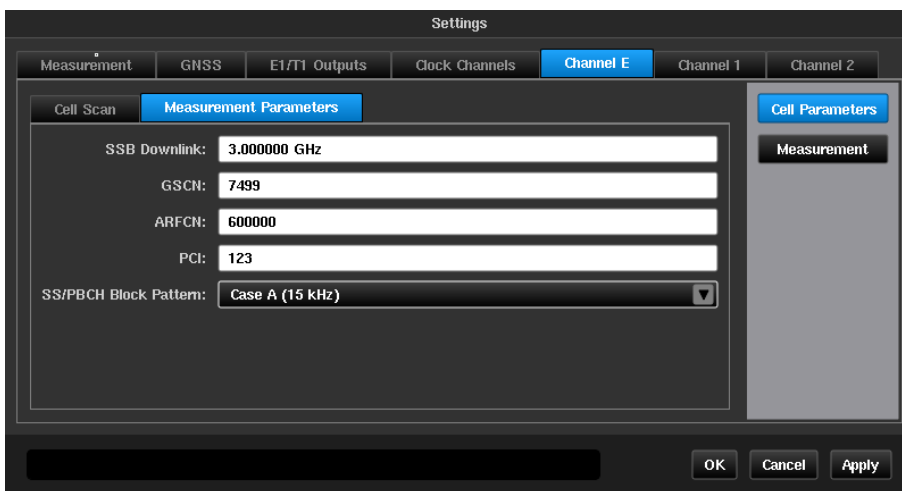 Settings
Measurement GNSS E1/T1 Outputs Clock Channels Channel E Channel 1 Channel 2
Cell Scan Measurement Parameters
Cell Parameters
Measurement
SSB Downlink: 3.000000 GHz
GSCN: 7499
ARFCN: 600000
PCI: 123
SS/PBCH Block Pattern: Case A (15 kHz)
OK Cancel Apply